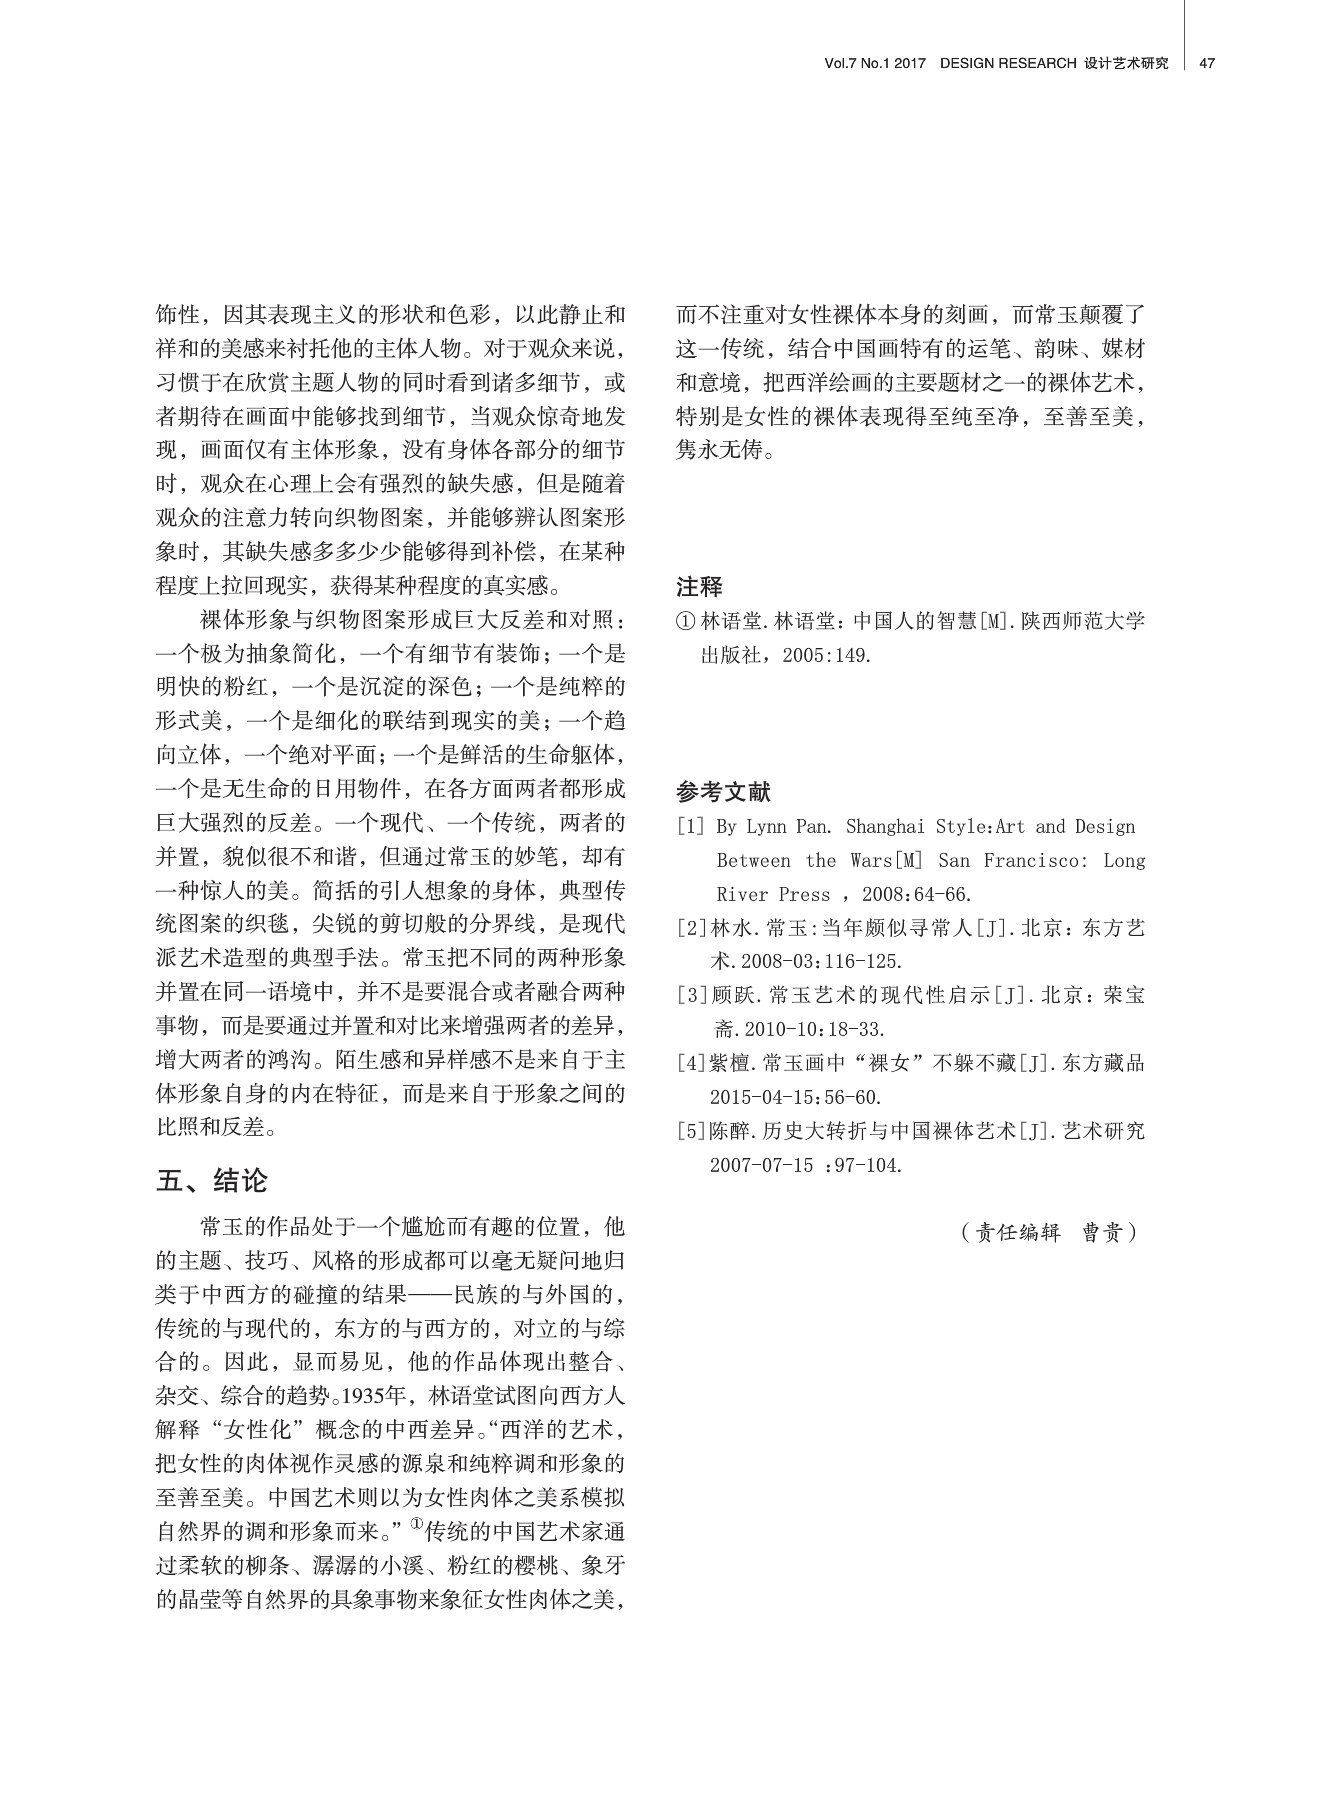 Vol.7 No.1 2017 DESIGN RESEARCH 设计艺术研究 47
饰性，因其表现主义的形状和色彩，以此静止和
祥和的美感来衬托他的主体人物。对于观众来说，
习惯于在欣赏主题人物的同时看到诸多细节，或
者期待在画面中能够找到细节，当观众惊奇地发
现，画面仅有主体形象，没有身体各部分的细节
时，观众在心理上会有强烈的缺失感，但是随着
观众的注意力转向织物图案，并能够辨认图案形
象时，其缺失感多多少少能够得到补偿，在某种
程度上拉回现实，获得某种程度的真实感。
裸体形象与织物图案形成巨大反差和对照：
一个极为抽象简化，一个有细节有装饰；一个是
明快的粉红，一个是沉淀的深色；一个是纯粹的
形式美，一个是细化的联结到现实的美；一个趋
向立体，一个绝对平面；一个是鲜活的生命躯体，
一个是无生命的日用物件，在各方面两者都形成
巨大强烈的反差。一个现代、一个传统，两者的
并置，貌似很不和谐，但通过常玉的妙笔，却有
一种惊人的美。简括的引人想象的身体，典型传
统图案的织毯，尖锐的剪切般的分界线，是现代
派艺术造型的典型手法。常玉把不同的两种形象
并置在同一语境中，并不是要混合或者融合两种
事物，而是要通过并置和对比来增强两者的差异，
增大两者的鸿沟。陌生感和异样感不是来自于主
体形象自身的内在特征，而是来自于形象之间的
比照和反差。
五、结论
常玉的作品处于一个尴尬而有趣的位置，他
的主题、技巧、风格的形成都可以毫无疑问地归
类于中西方的碰撞的结果——民族的与外国的，
传统的与现代的，东方的与西方的，对立的与综
合的。因此，显而易见，他的作品体现出整合、
杂交、综合的趋势。1935年，林语堂试图向西方人
解释“女性化”概念的中西差异。“西洋的艺术，
把女性的肉体视作灵感的源泉和纯粹调和形象的
至善至美。中国艺术则以为女性肉体之美系模拟
自然界的调和形象而来。”①传统的中国艺术家通
过柔软的柳条、潺潺的小溪、粉红的樱桃、象牙
的晶莹等自然界的具象事物来象征女性肉体之美，
而不注重对女性裸体本身的刻画，而常玉颠覆了
这一传统，结合中国画特有的运笔、韵味、媒材
和意境，把西洋绘画的主要题材之一的裸体艺术，
特别是女性的裸体表现得至纯至净，至善至美，
隽永无俦。
注释
①林语堂.林语堂：中国人的智慧[M].陕西师范大学
出版社，2005:149.
参考文献
[1] By Lynn Pan. Shanghai Style:Art and Design
Between the Wars[M] San Francisco: Long
River Press ，2008:64-66.
[2]林水.常玉:当年颇似寻常人[J].北京：东方艺
术.2008-03:116-125.
[3]顾跃.常玉艺术的现代性启示[J].北京：荣宝
斋.2010-10:18-33.
[4]紫檀.常玉画中“裸女”不躲不藏[J].东方藏品
2015-04-15:56-60.
[5]陈醉.历史大转折与中国裸体艺术[J].艺术研究
2007-07-15 :97-104.
（责任编辑 曹贵）